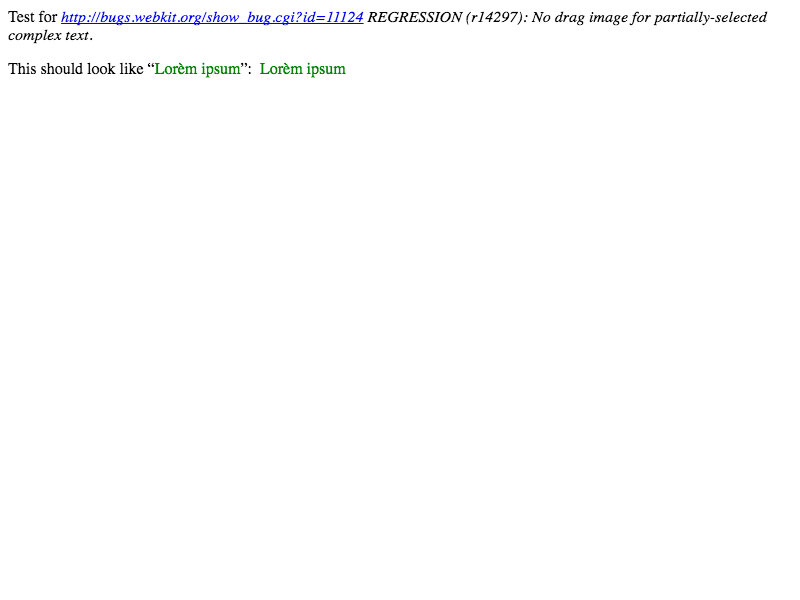 Test for http://bugs.webkit.org/show_bug.cgi?id=11124 REGRESSION (r14297): No drag image for partially-selected
complex text.
This should look like “Lorèm ipsum”: Lorèm ipsum